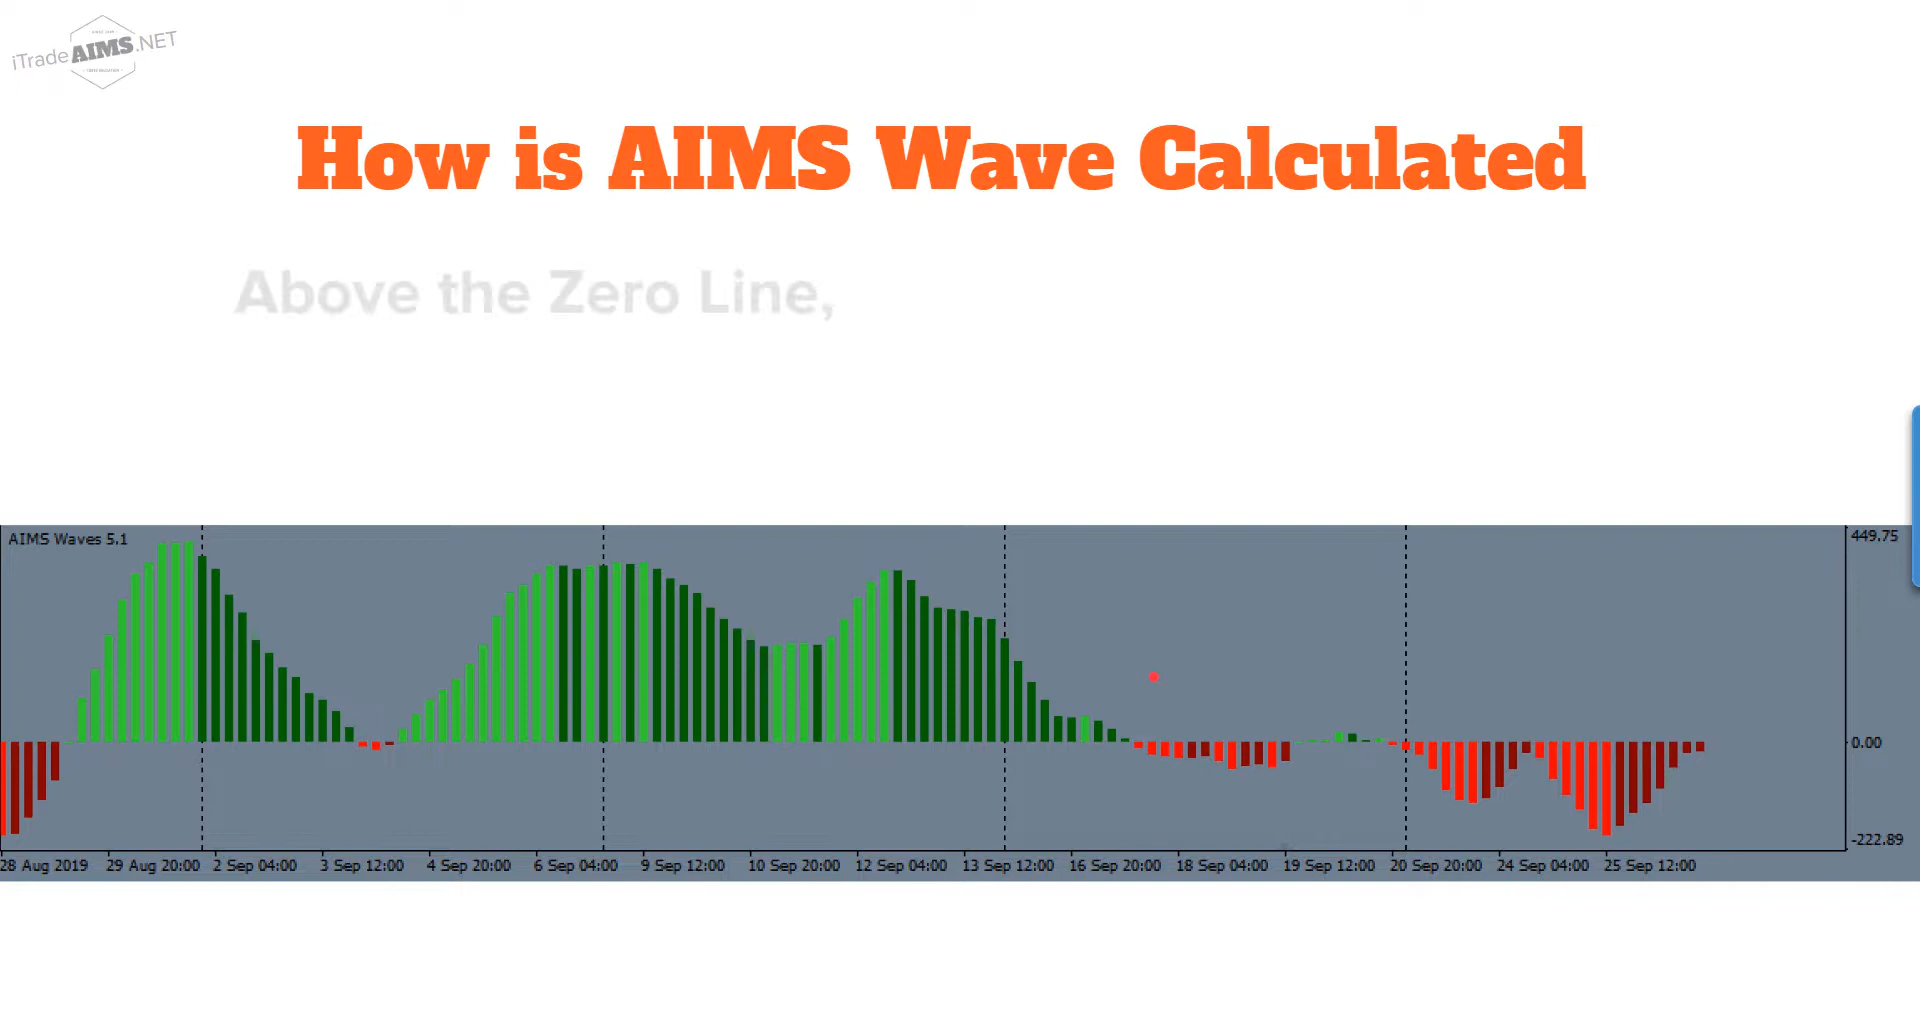 iTradeAIMS.NET
How is AIMS Wave Calculated
Above the Zero Line,
AIMS Waves 5.1
449.75
0.00
-222.89
28 Aug 2019 29 Aug 20:00 2 Sep 04:00 3 Sep 12:00 4 Sep 20:00 6 Sep 04:00 9 Sep 12:00 10 Sep 20:00 12 Sep 04:00 13 Sep 12:00 16 Sep 20:00 18 Sep 04:00 19 Sep 12:00 20 Sep 20:00 24 Sep 04:00 25 Sep 12:00